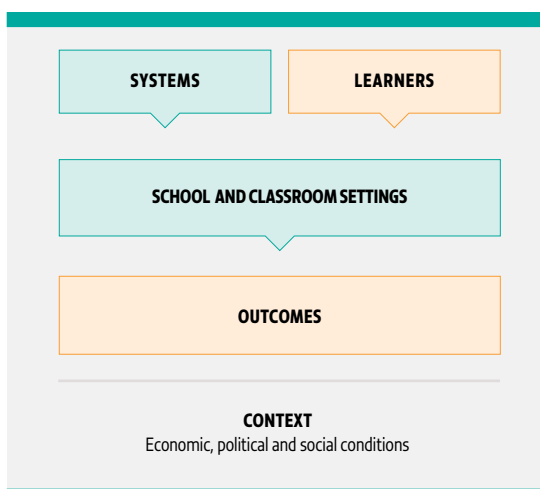 SYSTEMS
LEARNERS
SCHOOL AND CLASSROOM SETTINGS
OUTCOMES
CONTEXT
Economic, political and social conditions